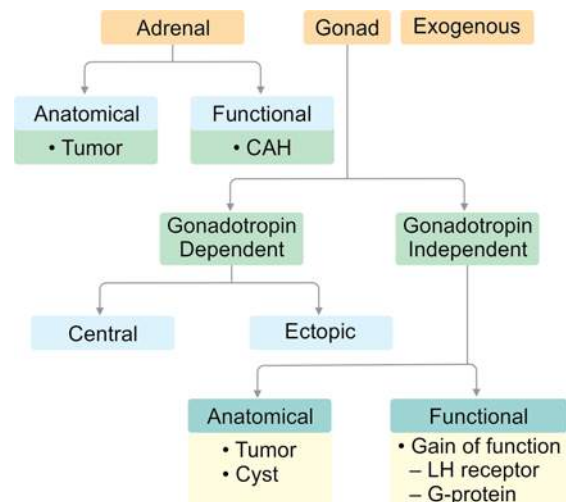 Adrenal
Gonad
Exogenous
Anatomical
• Tumor
Functional
• CAH
Gonadotropin
Dependent
Gonadotropin
Independent
Central
Ectopic
Anatomical
• Tumor
• Cyst
Functional
• Gain of function
– LH receptor
– G-protein